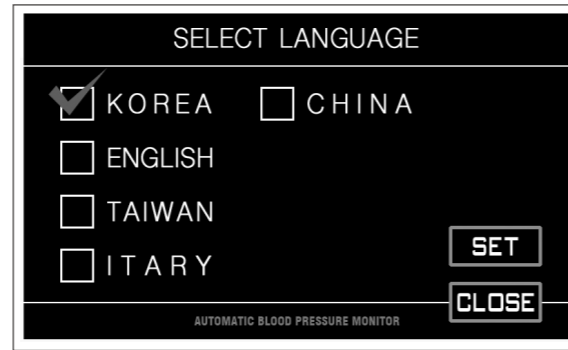 SELECT LANGUAGE
KOREA CHINA
ENGLISH
TAIWAN
ITARY
SET
CLOSE
AUTOMATIC BLOOD PRESSURE MONITOR